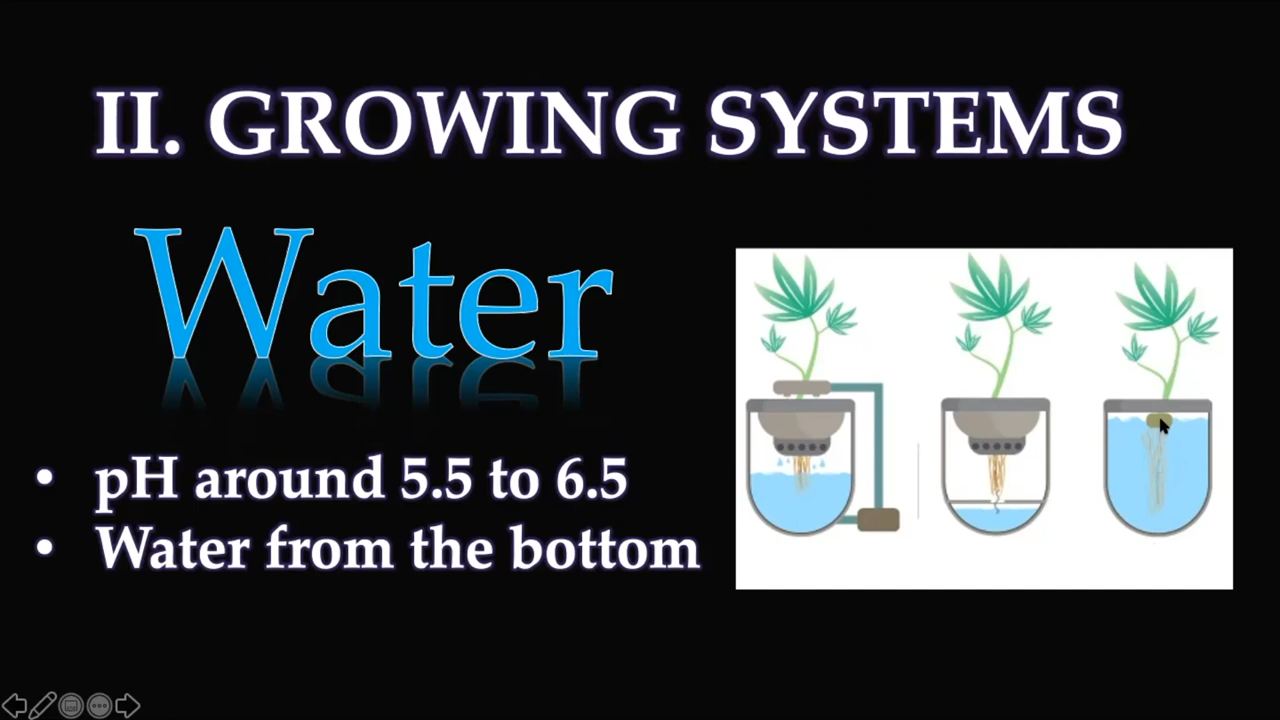 II. GROWING SYSTEMS
Water
• pH around 5.5 to 6.5
• Water from the bottom